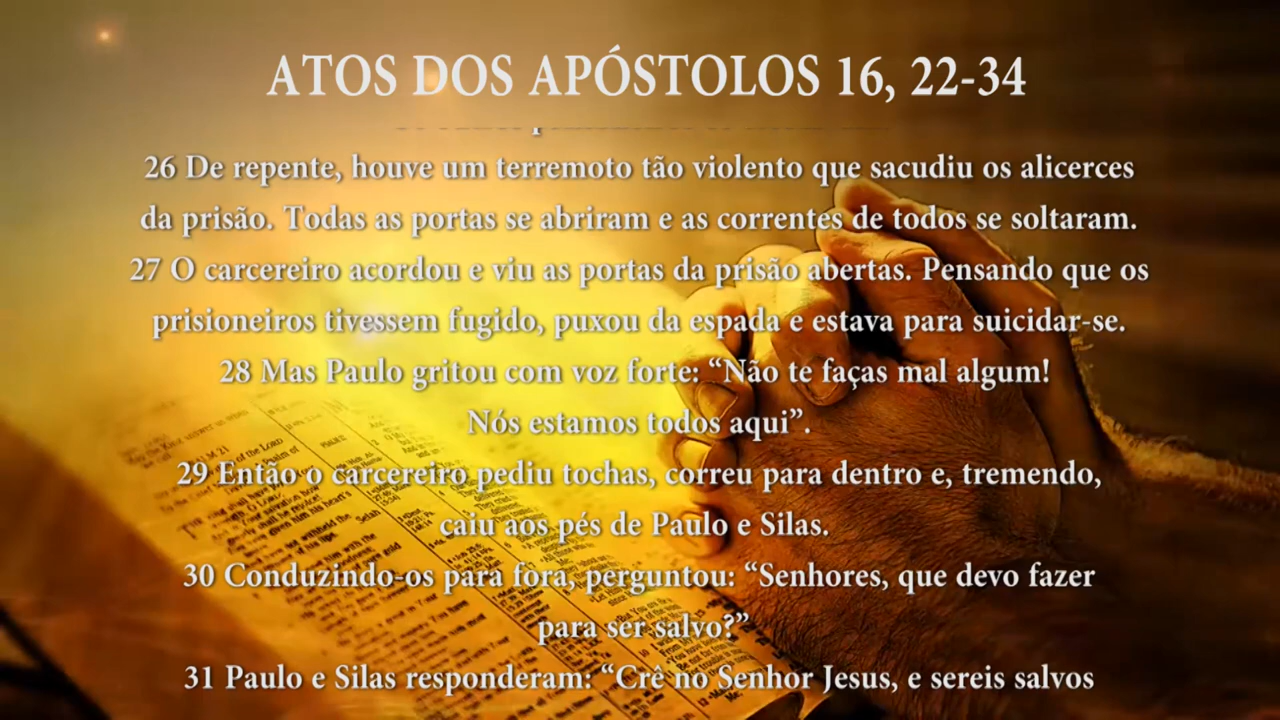 ATOS DOS APÓSTOLOS 16, 22-34
26 De repente, houve um terremoto tão violento que sacudiu os alicerces
da prisão. Todas as portas se abriram e as correntes de todos se soltaram.
27 O carcereiro acordou e viu as portas da prisão abertas. Pensando que os
prisioneiros tivessem fugido, puxou da espada e estava para suicidar-se.
28 Mas Paulo gritou com voz forte: “Não te faças mal algum!
Nós estamos todos aqui”.
29 Então o carcereiro pediu tochas, correu para dentro e, tremendo,
caiu aos pés de Paulo e Silas.
30 Conduzindo-os para fora, perguntou: “Senhores, que devo fazer
para ser salvo?”
31 Paulo e Silas responderam: “Crê no Senhor Jesus, e sereis salvos